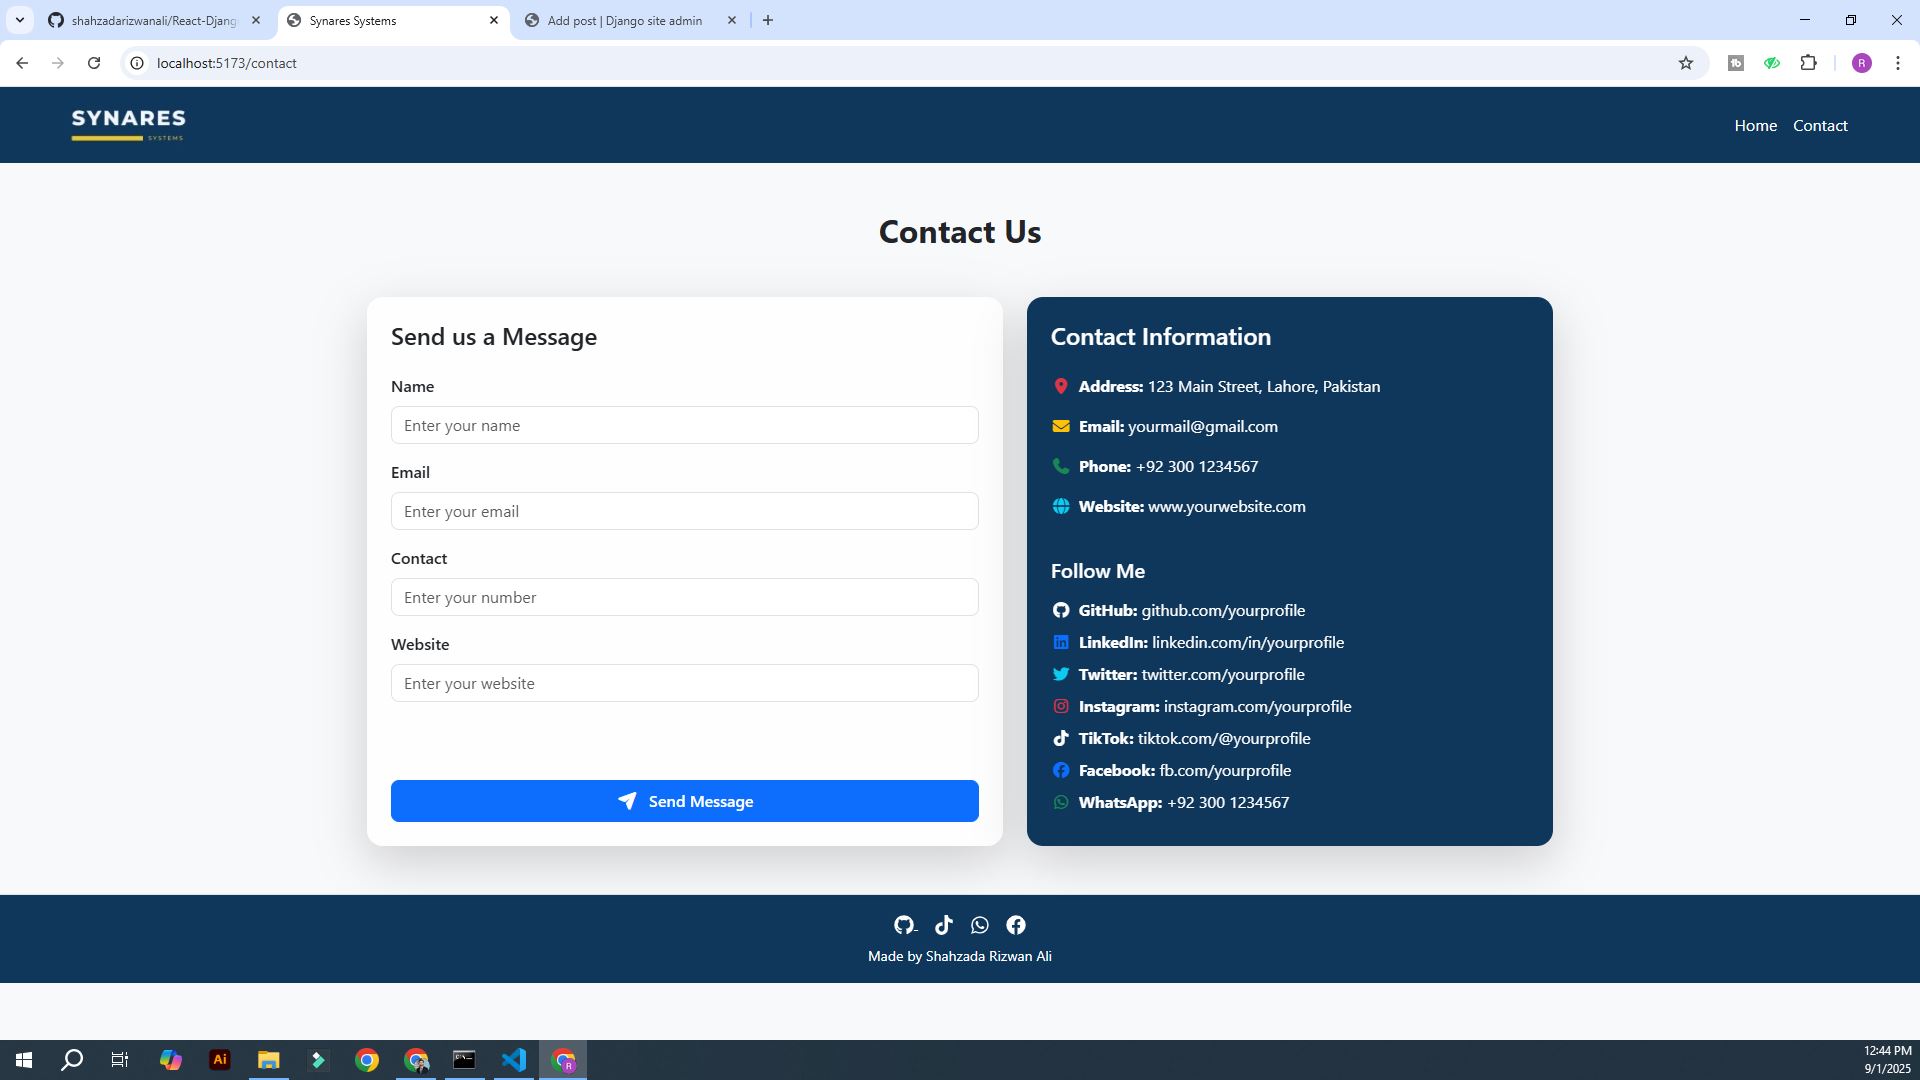 shahzadarizwanali/React-Djang
Synares Systems
Add post | Django site admin
localhost:5173/contact
R
SYNARES
SYSTEMS
Home
Contact
Contact Us
Send us a Message
Name
Enter your name
Email
Enter your email
Contact
Enter your number
Website
Enter your website
Send Message
Contact Information
Address: 123 Main Street, Lahore, Pakistan
Email: yourmail@gmail.com
Phone: +92 300 1234567
Website: www.yourwebsite.com
Follow Me
GitHub: github.com/yourprofile
LinkedIn: linkedin.com/in/yourprofile
Twitter: twitter.com/yourprofile
Instagram: instagram.com/yourprofile
TikTok: tiktok.com/@yourprofile
Facebook: fb.com/yourprofile
WhatsApp: +92 300 1234567
Made by Shahzada Rizwan Ali
Ai
R
12:44 PM
9/1/2025